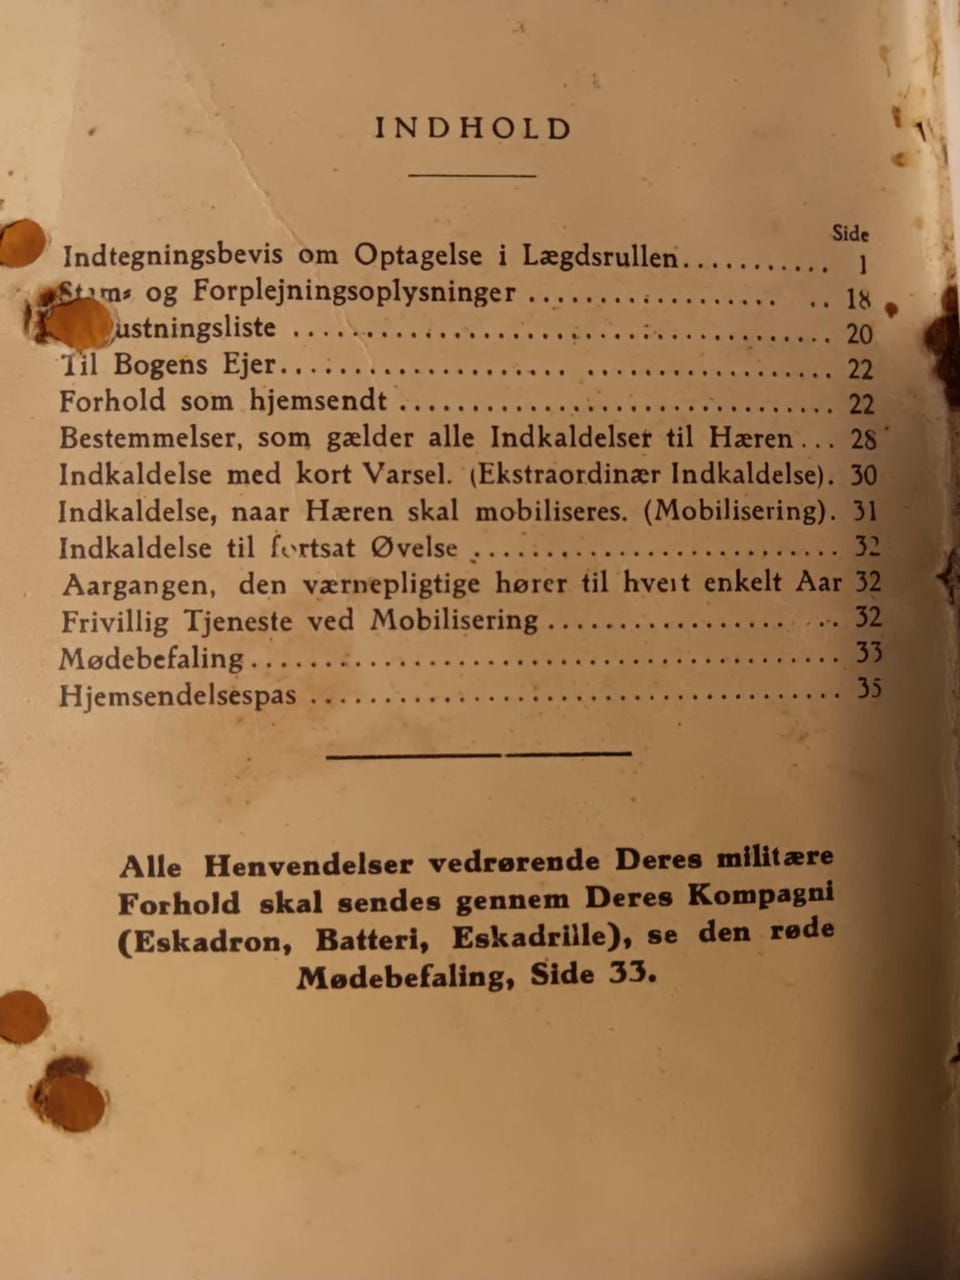 INDHOLD
Side
Indtegningsbevis om Optagelse i Lægdsrullen........... 1
og Forplejningsoplysninger .................. .. 18
ustningsliste .............................. 20
Til Bogens Ejer................... ................. 22
Forhold som hjemsendt .............................. 22
Bestemmelser, som gælder alle Indkaldelser til Hæren ... 28
Indkaldelse med kort Varsel. (Ekstraordinær Indkaldelse). 30
Indkaldelse, naar Hæren skal mobiliseres. (Mobilisering). 31
Indkaldelse til fortsat Øvelse .......................... 32
Aargangen, den værnepligtige hører til hvert enkelt Aar 32
Frivillig Tjeneste ved Mobilisering ................ ... 32
Mødebefaling ................................. 33
Hjemsendelsespas .............................. 35
Alle Henvendelser vedrørende Deres militære
Forhold skal sendes gennem Deres Kompagni
(Eskadron, Batteri, Eskadrille), se den røde
Mødebefaling, Side 33.